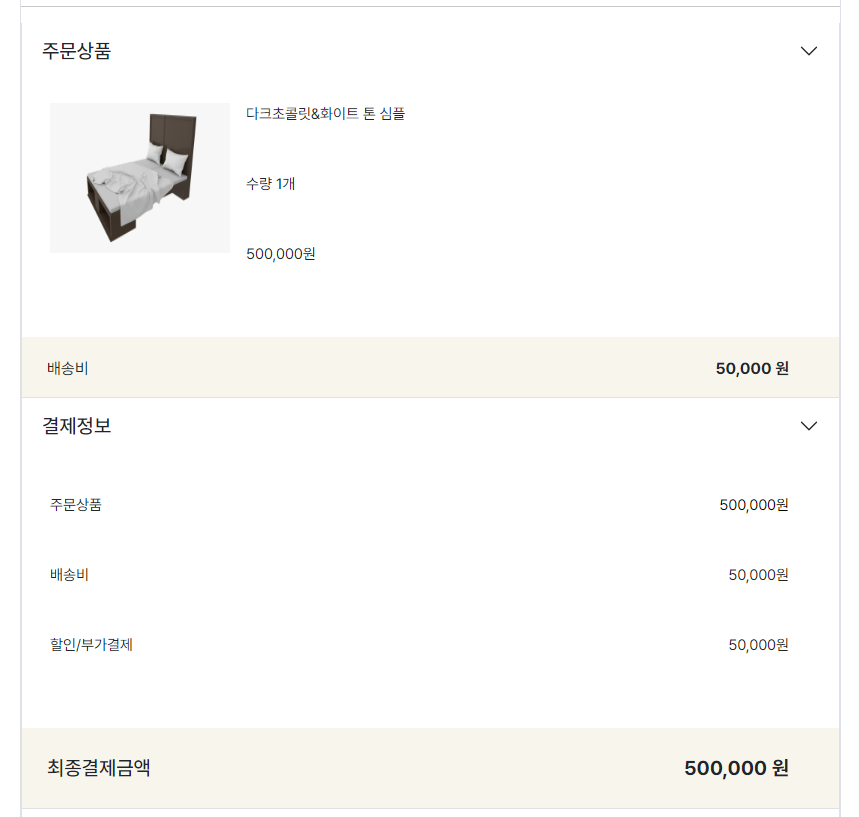 주문상품
다크초콜릿&화이트 톤 심플
수량 1개
500,000원
배송비 50,000 원
결제정보
주문상품 500,000원
배송비 50,000원
할인/부가결제 50,000원
최종결제금액 500,000 원